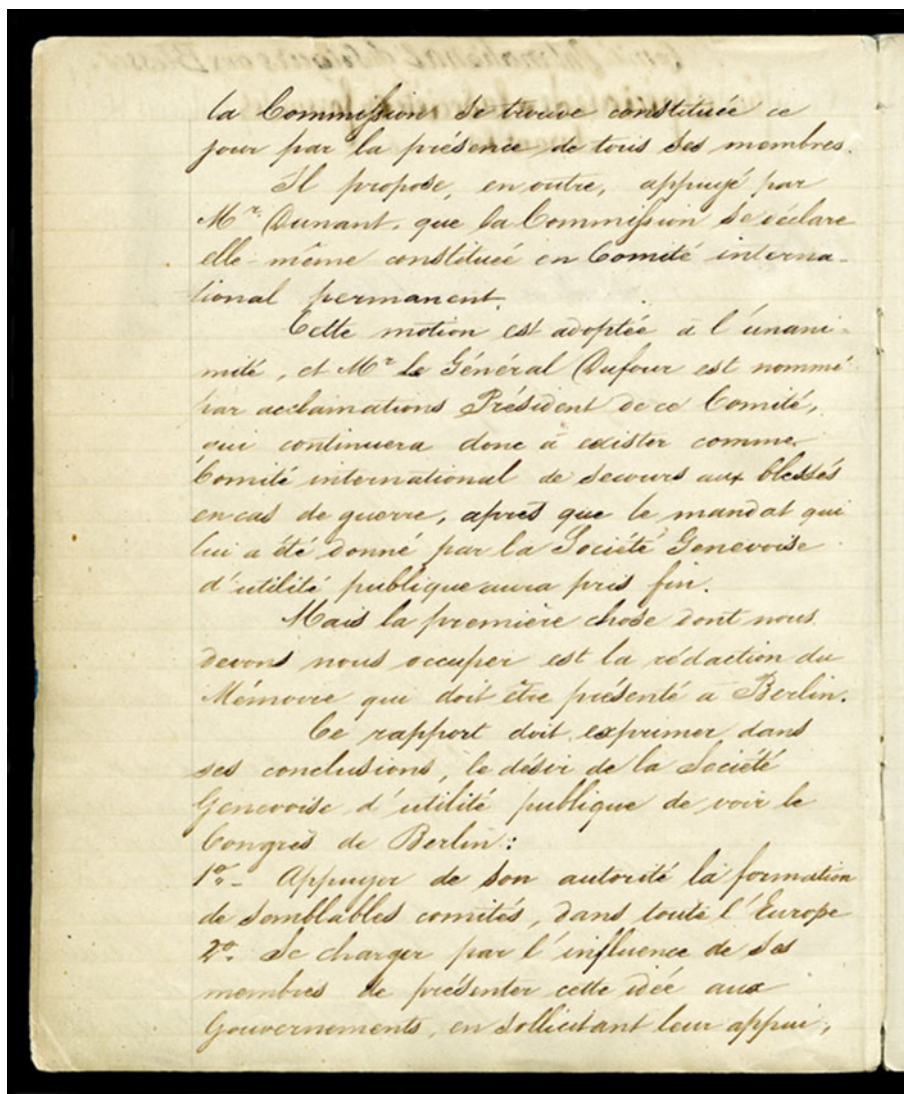 la Commission se trouve constituée ce
jour par la présence de tous ses membres.
Il propose, en outre, appuyé par
Mr. Dunant, que la Commission se déclare
elle-même constituée en Comité interna-
tional permanent.
Cette motion est adoptée à l'unani-
mité, et Mr le Général Dufour est nommé
par acclamations Président de ce Comité,
qui continuera donc à exister comme
Comité international de secours aux blessés
en cas de guerre, après que le mandat qui
lui a été donné par la Société Genevoise
d'utilité publique aura pris fin.
Mais la première chose dont nous
devons nous occuper est la rédaction du
Mémoire qui doit être présenté à Berlin.
Ce rapport doit exprimer, dans
ses conclusions, le désir de la Société
Genevoise d'utilité publique de voir le
Congrès de Berlin :
1o- Appuyer de son autorité la formation
de semblables comités, dans toute l'Europe
2o- Se charger par l'influence de ses
membres de présenter cette idée aux
Gouvernements, en sollicitant leur appui,